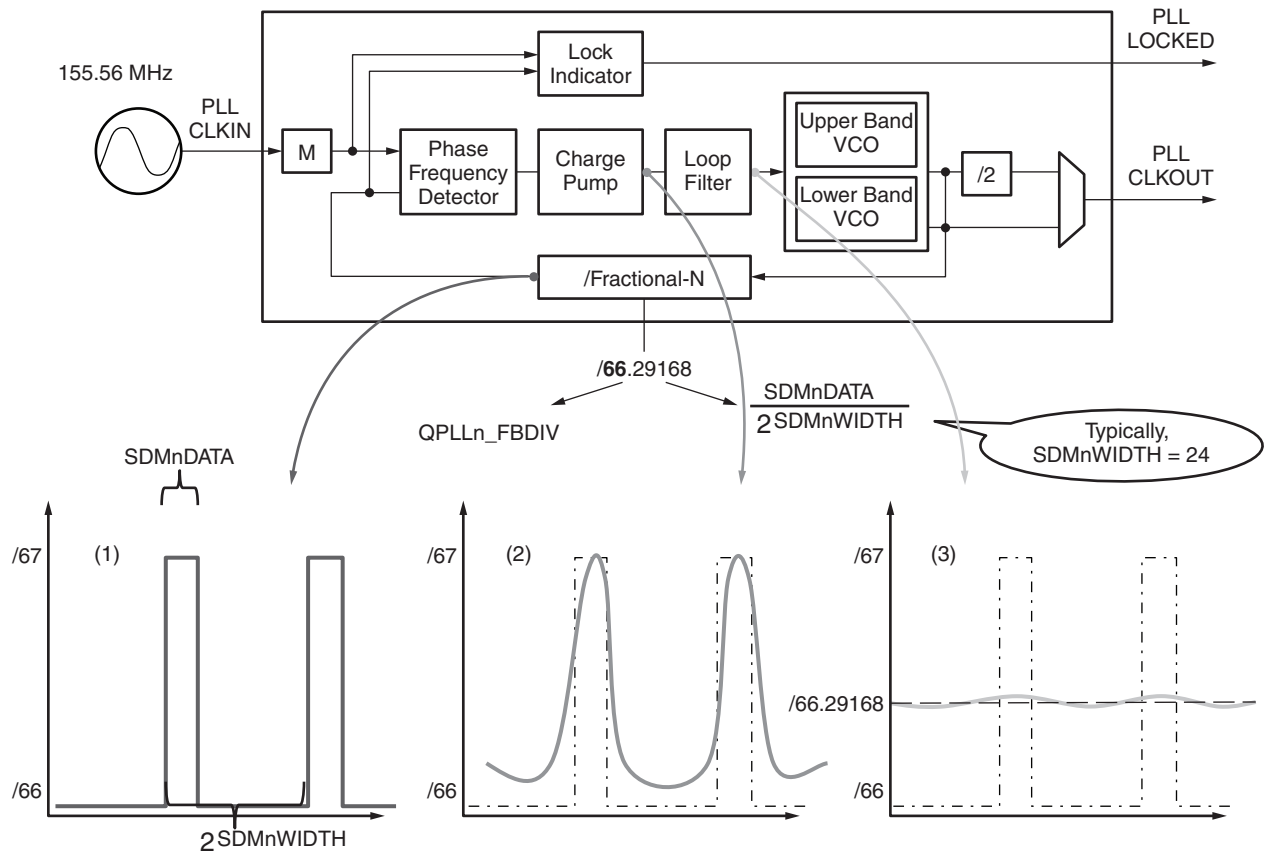 PLL
LOCKED
Lock
Indicator
155.56 MHz
PLL
CLKIN
M
Phase
Frequency
Detector
Charge
Pump
Loop
Filter
Upper Band
VCO
Lower Band
VCO
/2
PLL
CLKOUT
/Fractional-N
/66.29168
QPLLn_FBDIV
SDMnDATA
2SDMnWIDTH
Typically,
SDMnWIDTH = 24
SDMnDATA
/67
(1)
/66
2SDMnWIDTH
/67
(2)
/66
/67
(3)
/66.29168
/66